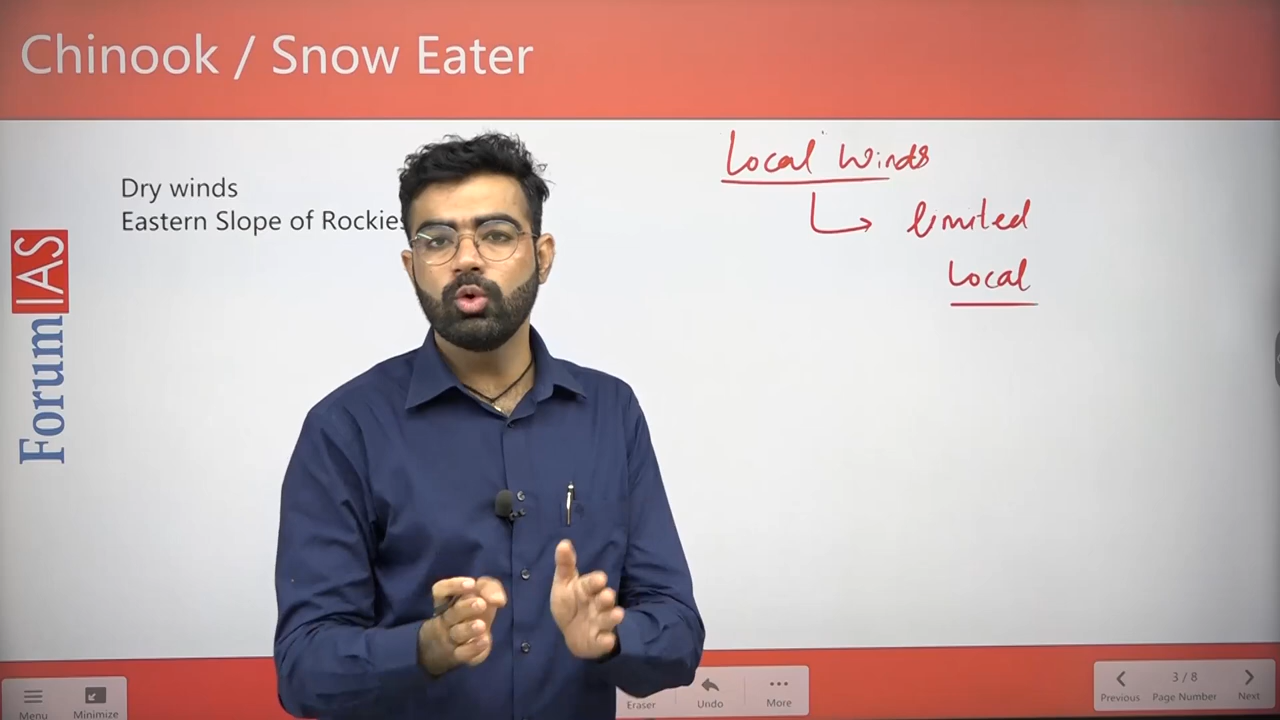 Chinook / Snow Eater
Dry winds
Eastern Slope of Rockies
Local Winds
limited
Local
ForumIAS
Menu
Minimize
Eraser
Undo
More
Previous
3 / 8
Page Number
Next